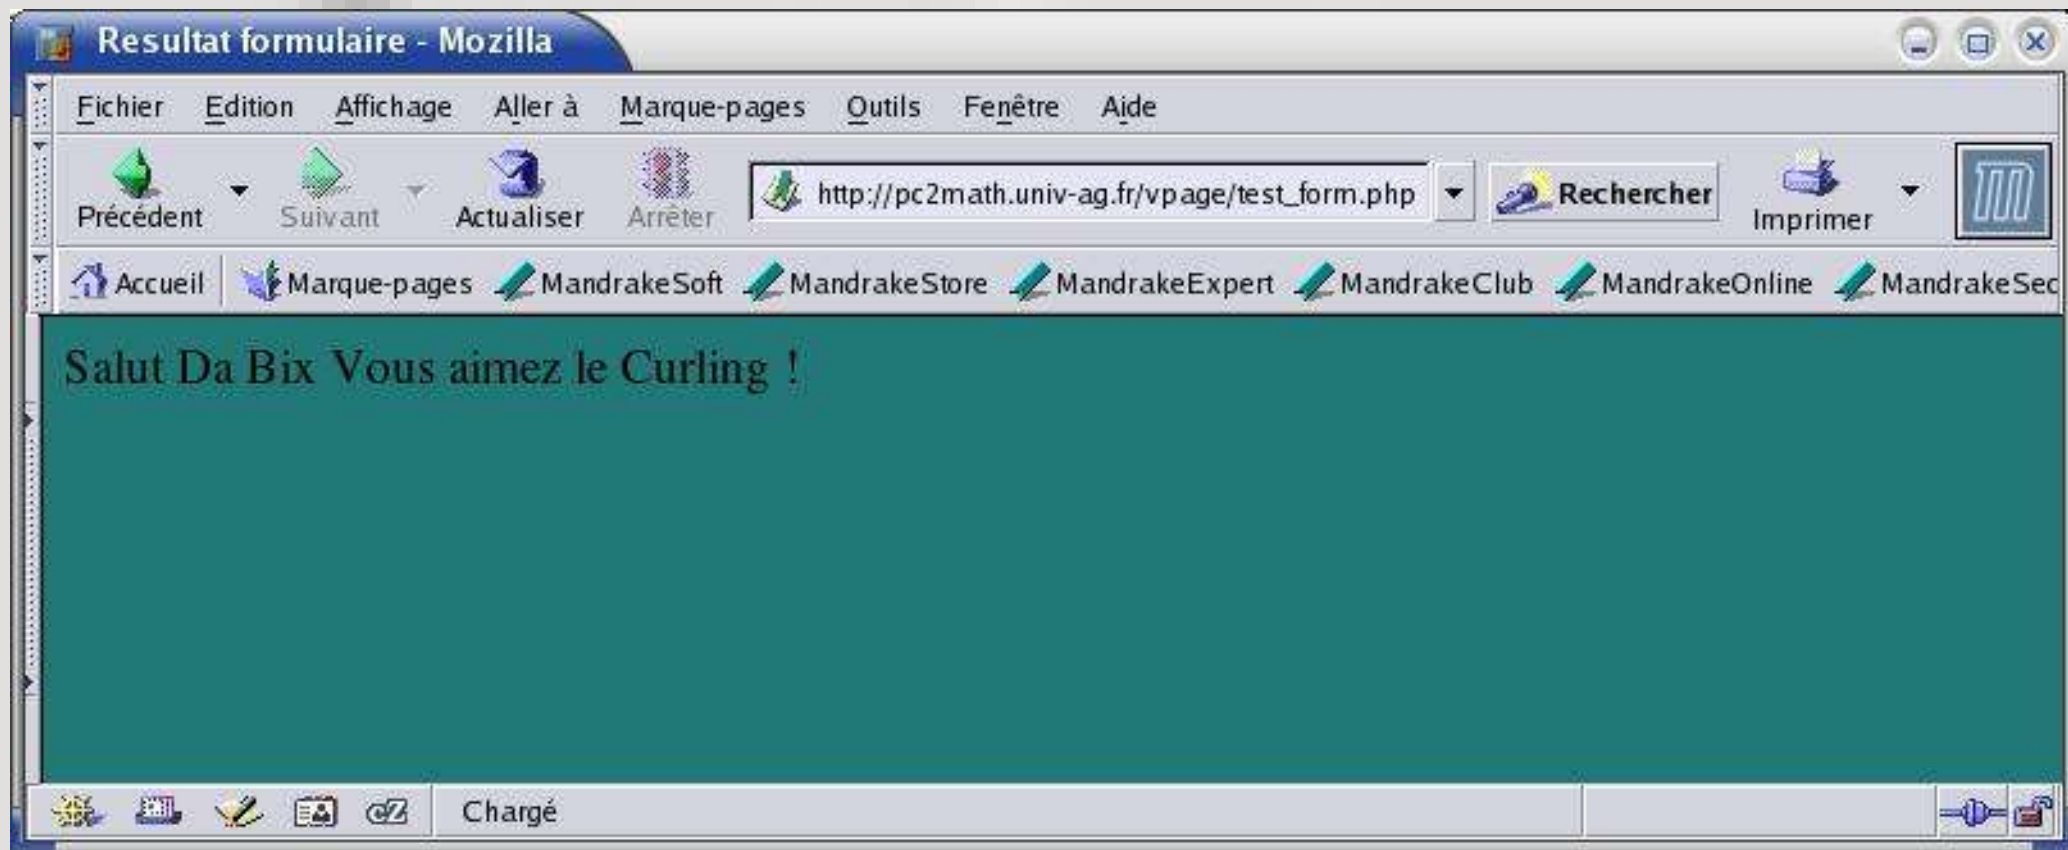 Resultat formulaire - Mozilla
Fichier Edition Affichage Aller à Marque-pages Outils Fenêtre Aide
Précédent Suivant Actualiser Arrêter http://pc2math.univ-ag.fr/vpage/test_form.php Rechercher Imprimer
Accueil Marque-pages MandrakeSoft MandrakeStore MandrakeExpert MandrakeClub MandrakeOnline MandrakeSec
Salut Da Bix Vous aimez le Curling !
cZ Chargé